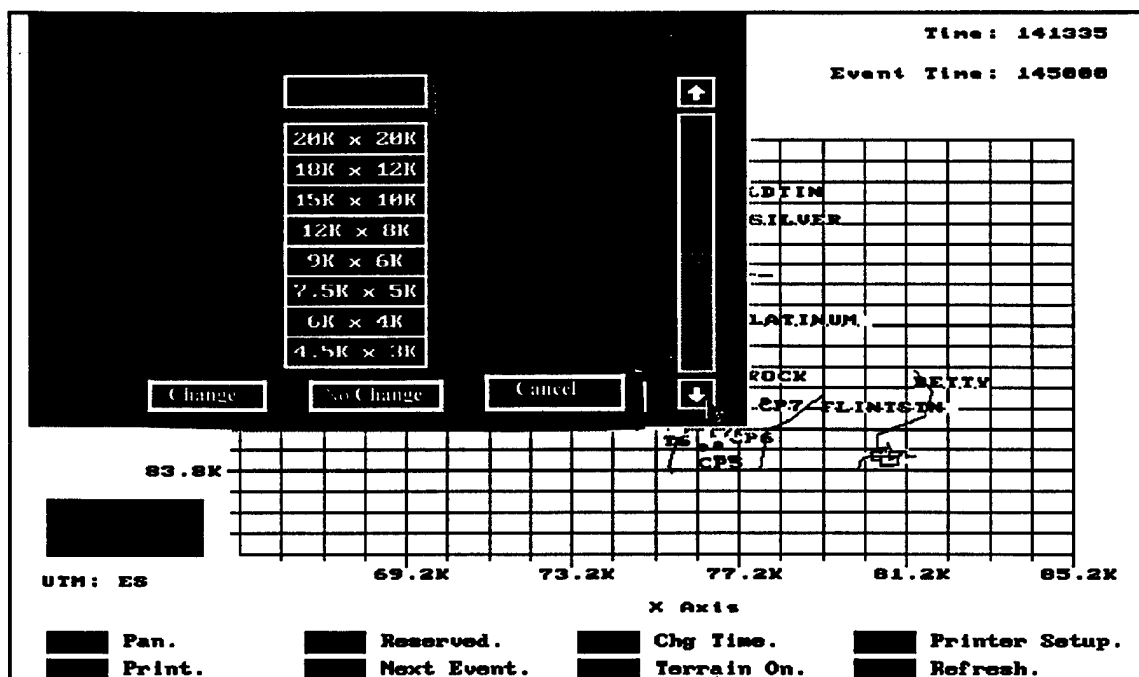 Time: 141335
Event Time: 145000
20K x 20K
18K x 12K
15K x 10K
12K x 8K
9K x 6K
7.5K x 5K
6K x 4K
4.5K x 3K
Change
No Change
Cancel
LDTIN
SILVER
LATINUM
ROCK
BETTY
CP7
FLINTSTN
T6
CP6
CP5
83.8K
69.2K
73.2K
77.2K
81.2K
85.2K
UTM: ES
X Axis
Pan.
Reserved.
Chg Time.
Printer Setup.
Print.
Next Event.
Terrain On.
Refresh.